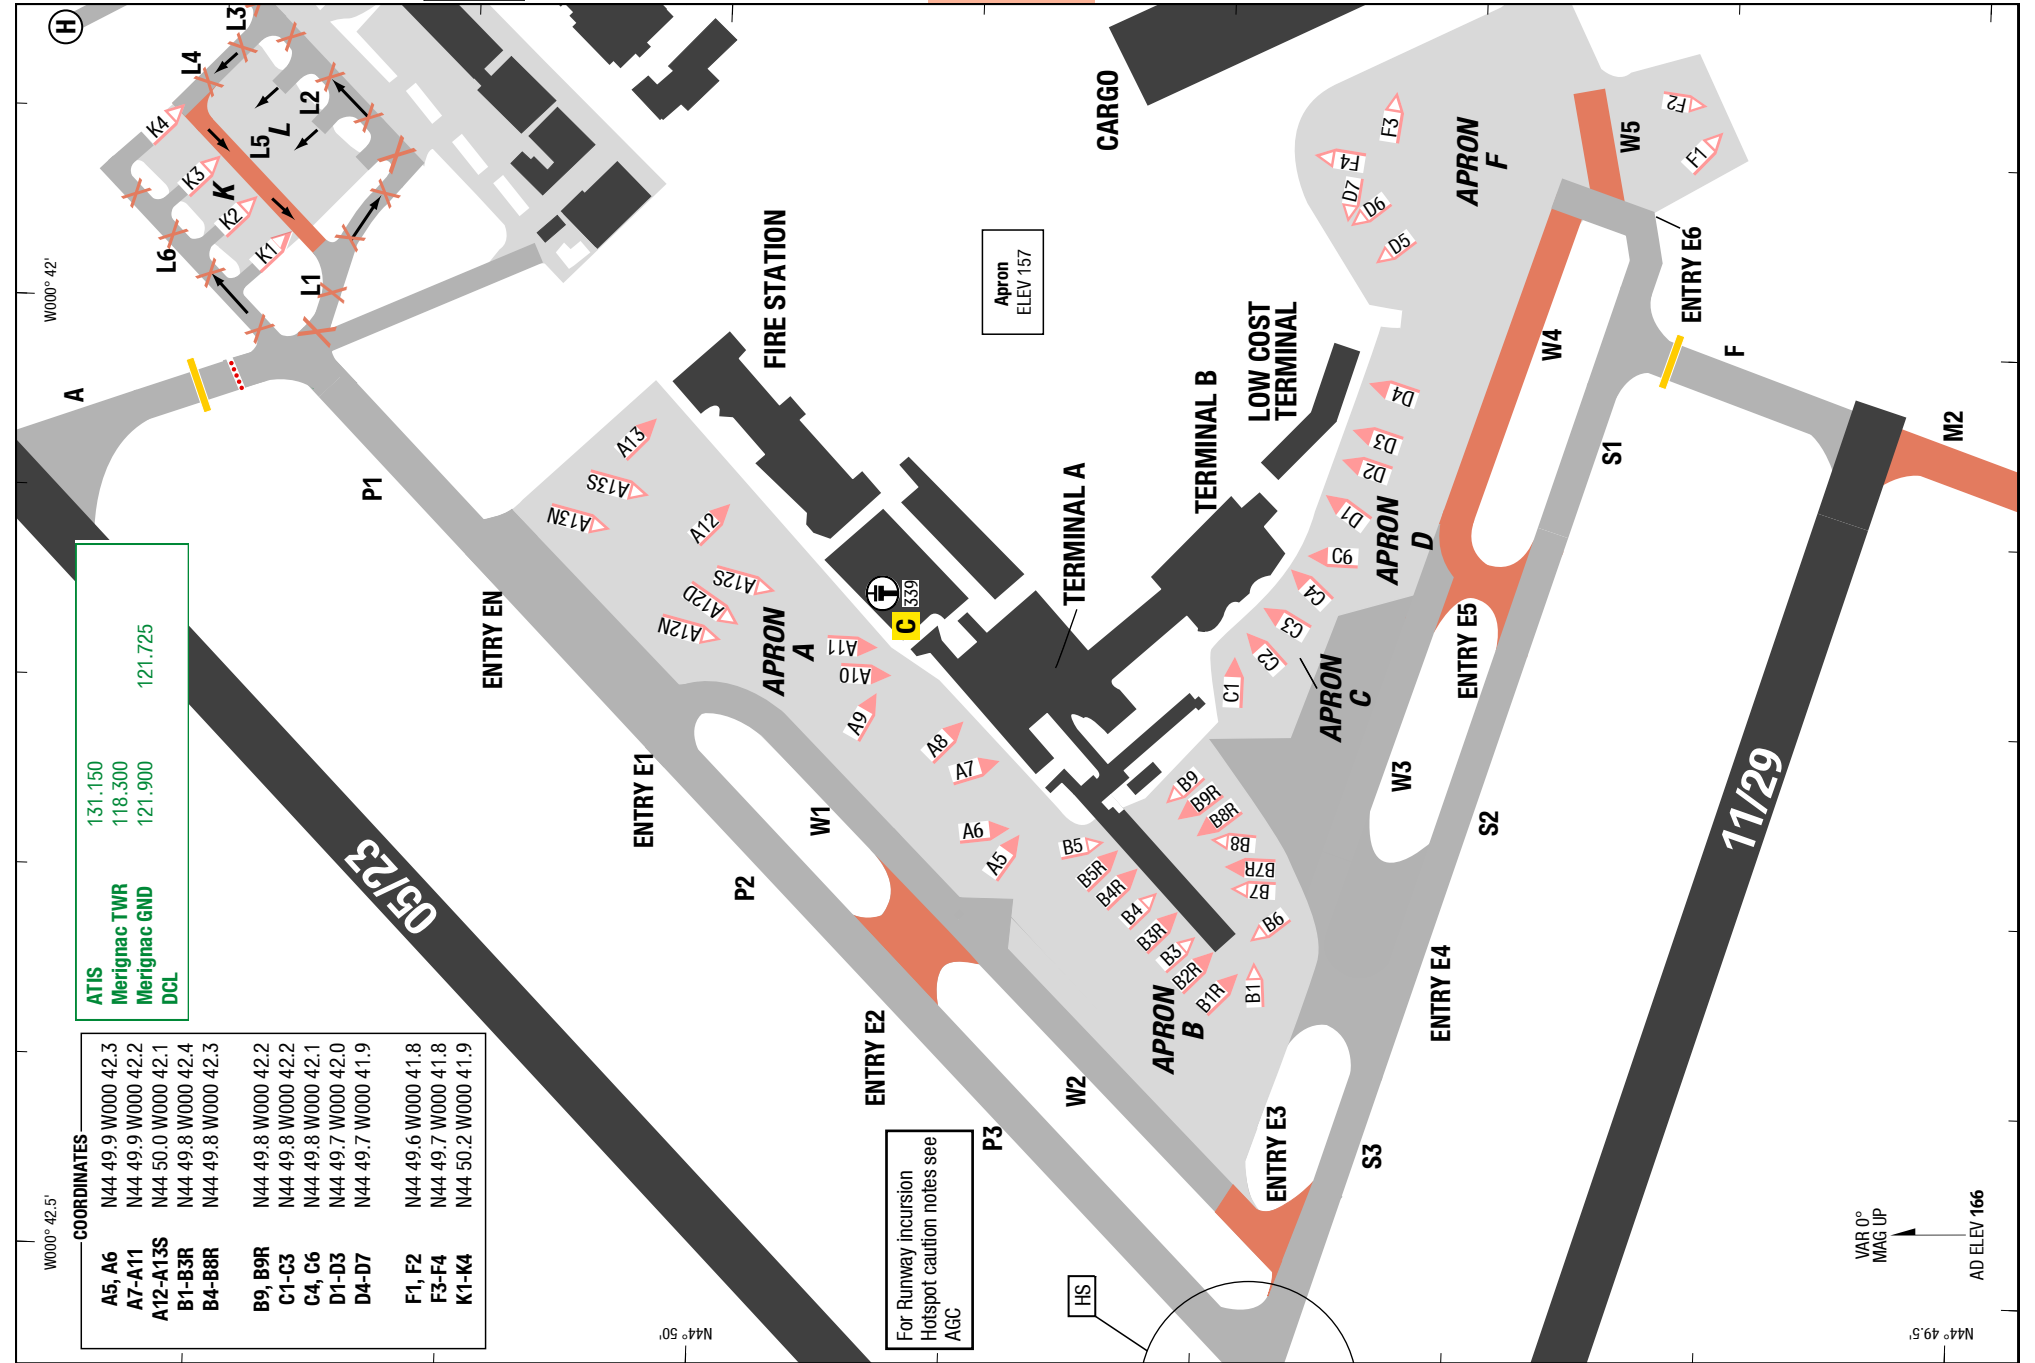 COORDINATES
A5, A6 N44 49.9 W000 42.3
A7-A11 N44 49.9 W000 42.2
A12-A13S N44 50.0 W000 42.1
B1-B3R N44 49.8 W000 42.4
B4-B8R N44 49.8 W000 42.3
B9, B9R N44 49.8 W000 42.2
C1-C3 N44 49.8 W000 42.2
C4, C6 N44 49.8 W000 42.1
D1-D3 N44 49.7 W000 42.0
D4-D7 N44 49.7 W000 41.9
F1, F2 N44 49.6 W000 41.8
F3-F4 N44 49.7 W000 41.8
K1-K4 N44 50.2 W000 41.9
ATIS 131.150
Merignac TWR 118.300
Merignac GND 121.900 121.725
DCL
W000° 42.5'
W000° 42'
N44° 50'
N44° 49.5'
H
A
L6
L4
L3
L2
L5
L
L1
K
K4
K3
K2
K1
P1
ENTRY EN
ENTRY E1
P2
05/23
W1
ENTRY E2
P3
W2
For Runway incursion
Hotspot caution notes see
AGC
HS
FIRE STATION
A13
A13S
A13N
A12
A12S
A12D
A12N
APRON
A
A11
A10
A9
A8
A7
A6
A5
C
339
TERMINAL A
TERMINAL B
LOW COST
TERMINAL
Apron
ELEV 157
CARGO
B5
B5R
B4R
B4
B3R
B3
B2R
B1R
B1
B9
B9R
B8R
B8
B7R
B7
B6
APRON
B
C1
C2
C3
C4
C6
APRON
C
D1
D2
D3
D4
APRON
D
D5
D6
D7
F4
F3
APRON
F
F2
F1
W5
ENTRY E6
W4
F
S1
M2
ENTRY E5
W3
S2
ENTRY E4
ENTRY E3
S3
11/29
VAR 0°
MAG UP
AD ELEV 166